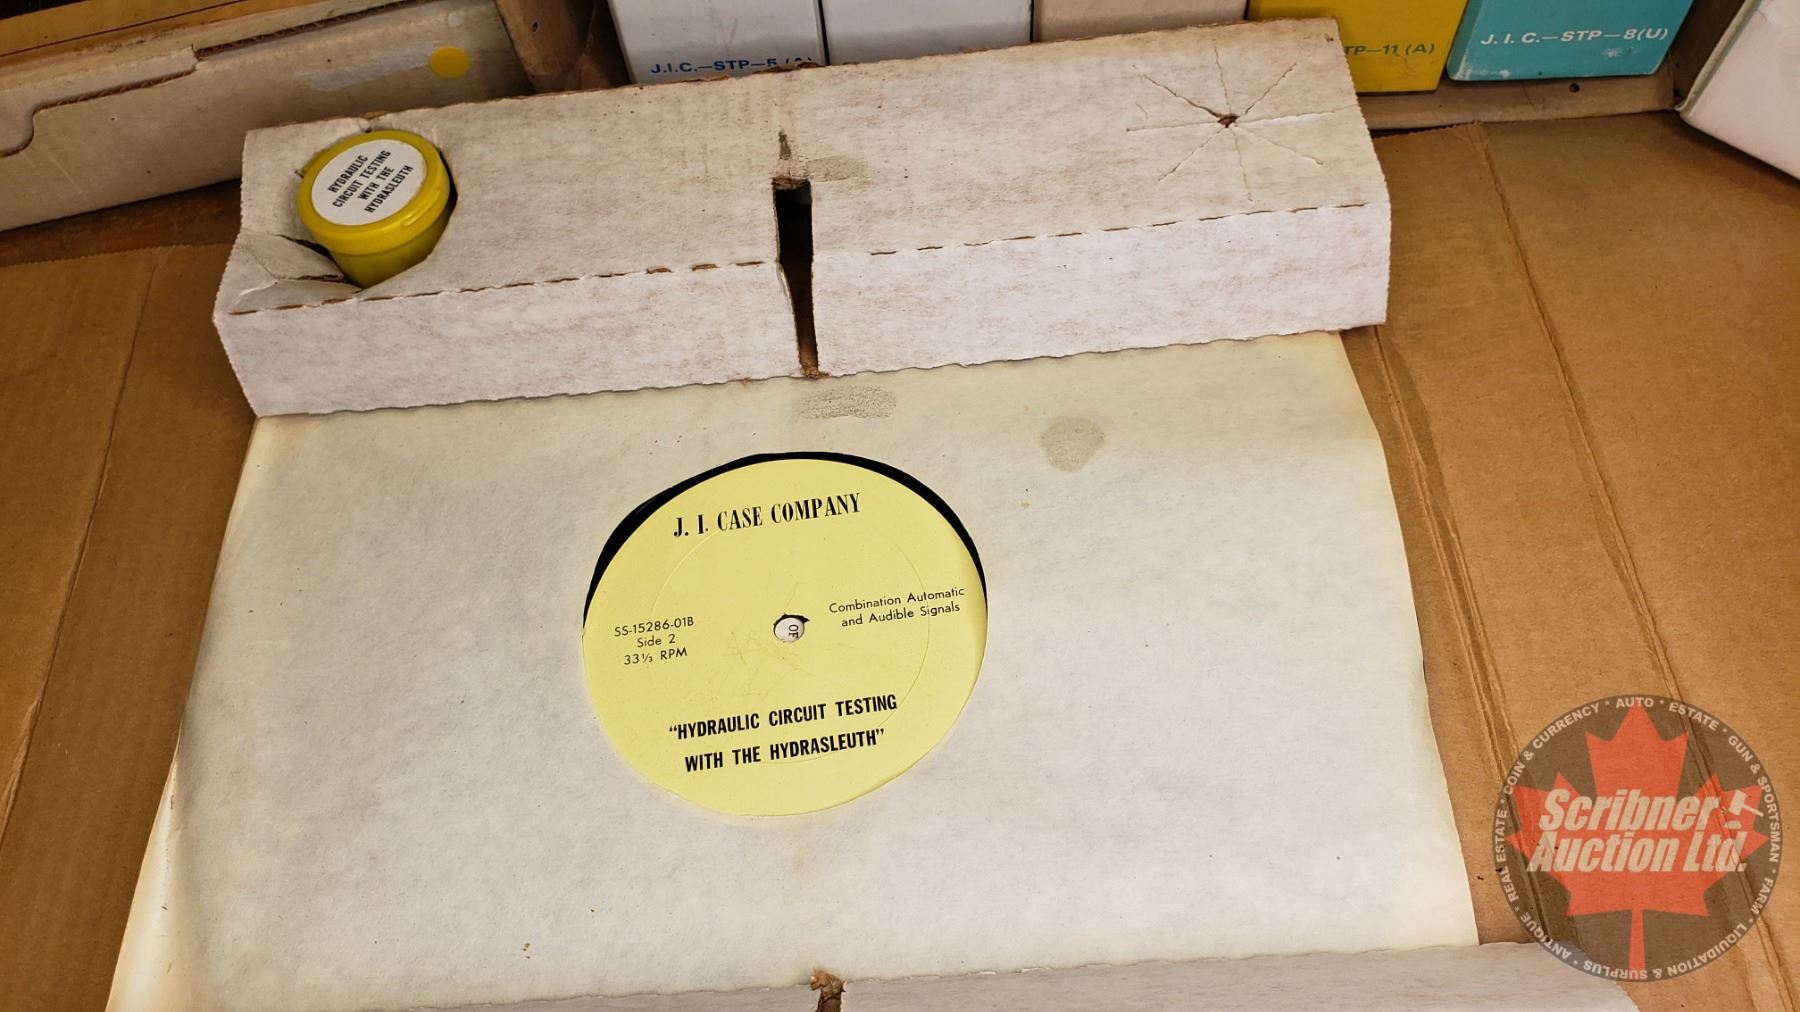 J.I.C.—STP—5 (A)
TP—11 (A)
J. I. C.—STP—8(U)
HYDRAULIC
CIRCUIT TESTING
WITH THE
HYDRASLEUTH
J. I. CASE COMPANY
SS-15286-01B
Side 2
33⅓ RPM
OF
Combination Automatic
and Audible Signals
“HYDRAULIC CIRCUIT TESTING
WITH THE HYDRASLEUTH”
Scribner
Auction Ltd.
REAL ESTATE * COIN & CURRENCY * AUTO * ESTATE * GUN & SPORTSMAN * FARM * LIQUIDATION & SURPLUS * ANTIQUE *